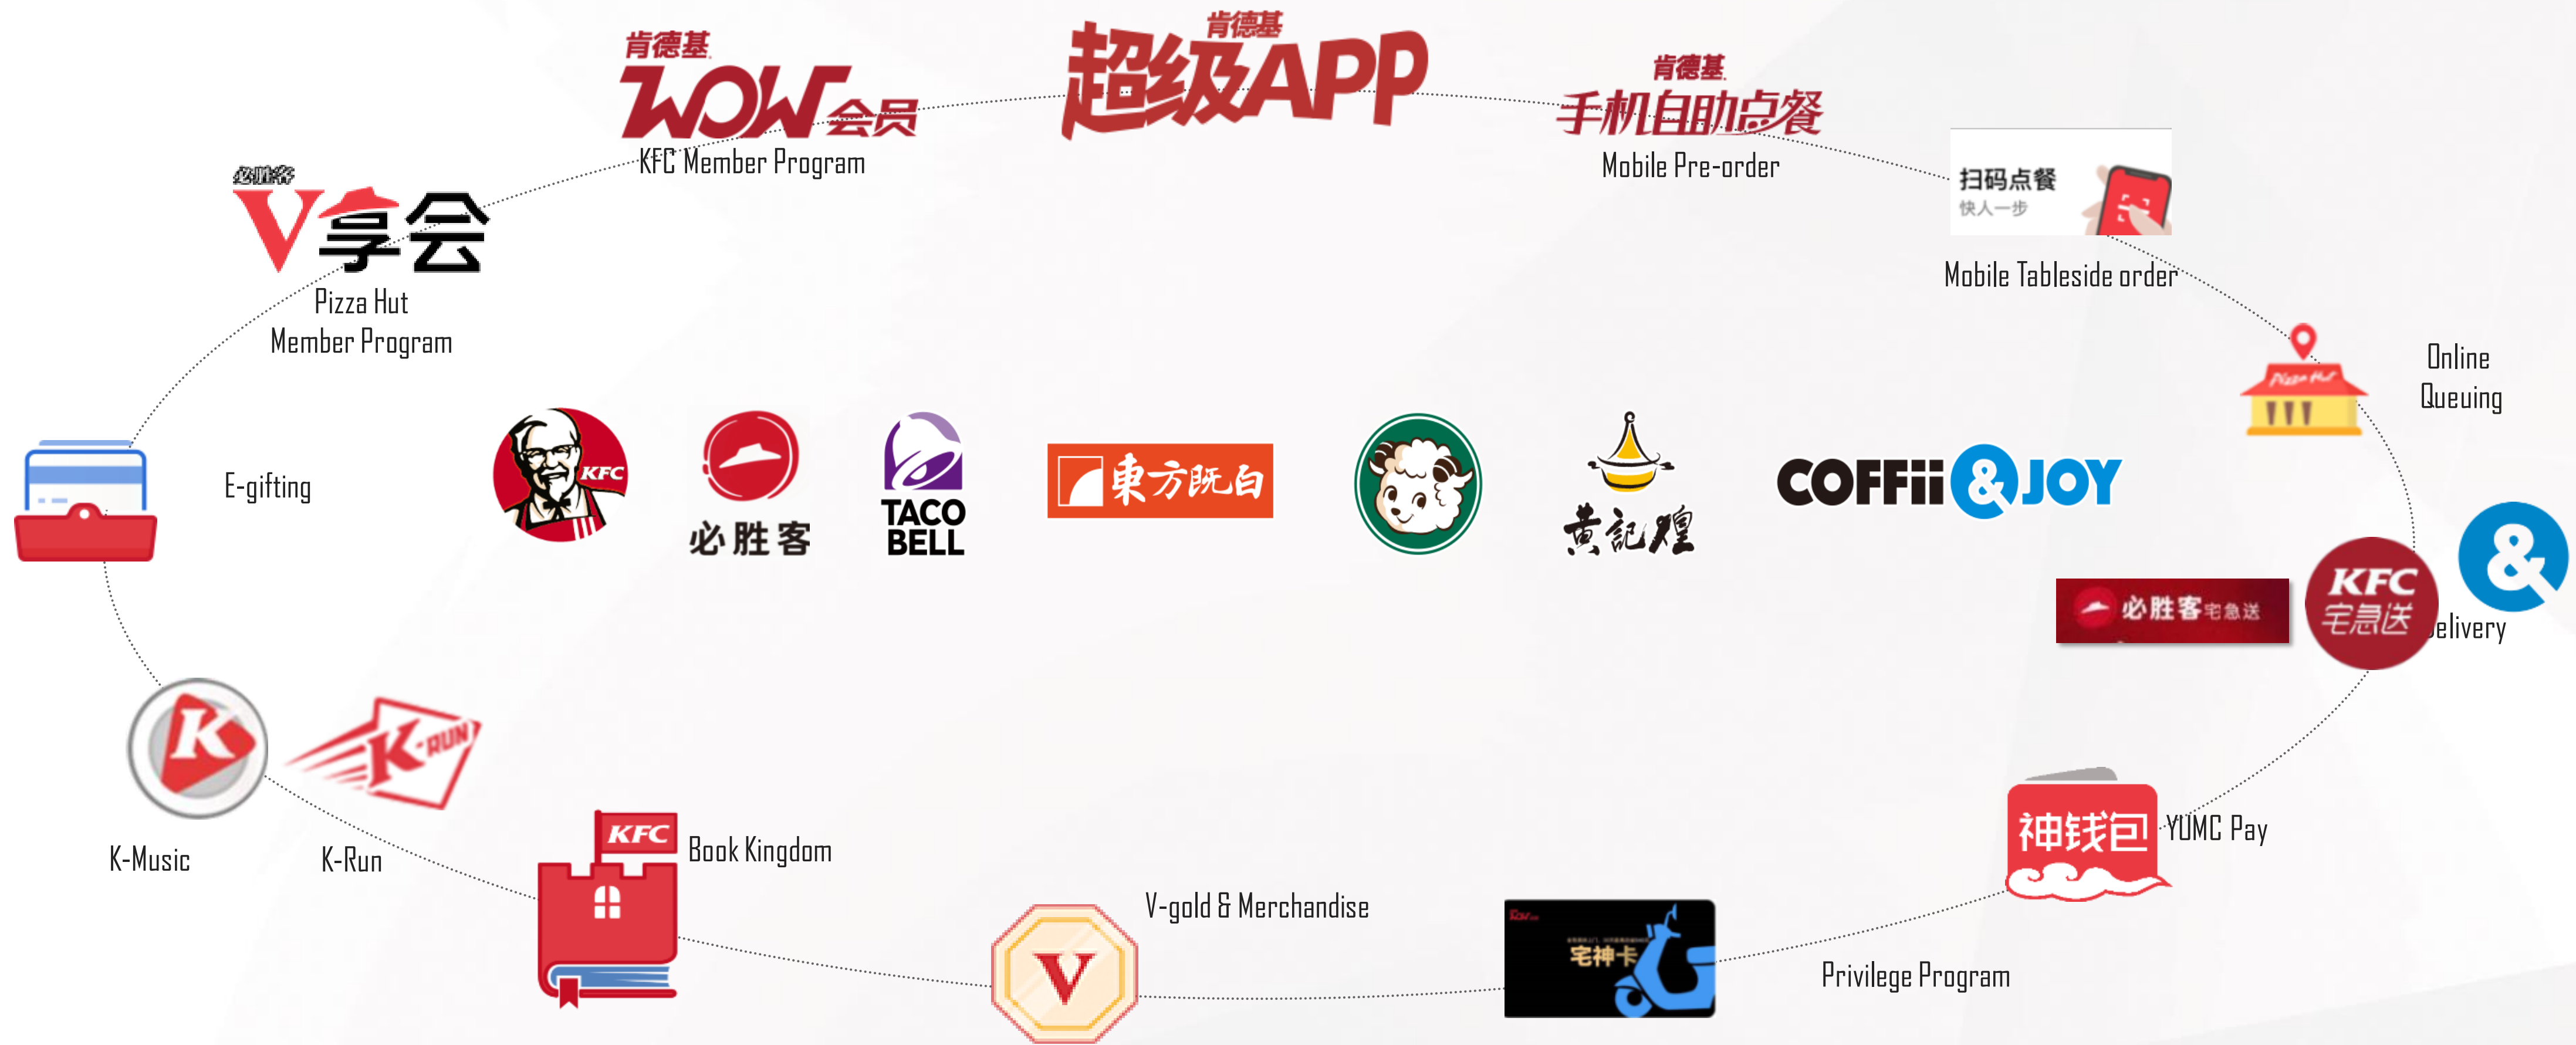 肯德基
超级APP
肯德基
WOW会员
KFC Member Program
肯德基
手机自助点餐
Mobile Pre-order
扫码点餐
快人一步
Mobile Tableside order
必胜客
V享会
Pizza Hut
Member Program
Pizza Hut
Online
Queuing
E-gifting
KFC
必胜客
TACO
BELL
東方既白
黄記煌
COFFii & JOY
&
必胜客宅急送
KFC
宅急送
elivery
K
K-RUN
K-Music
K-Run
KFC
Book Kingdom
V-gold & Merchandise
V
WOW
宅神卡
Privilege Program
神钱包
YUMC Pay